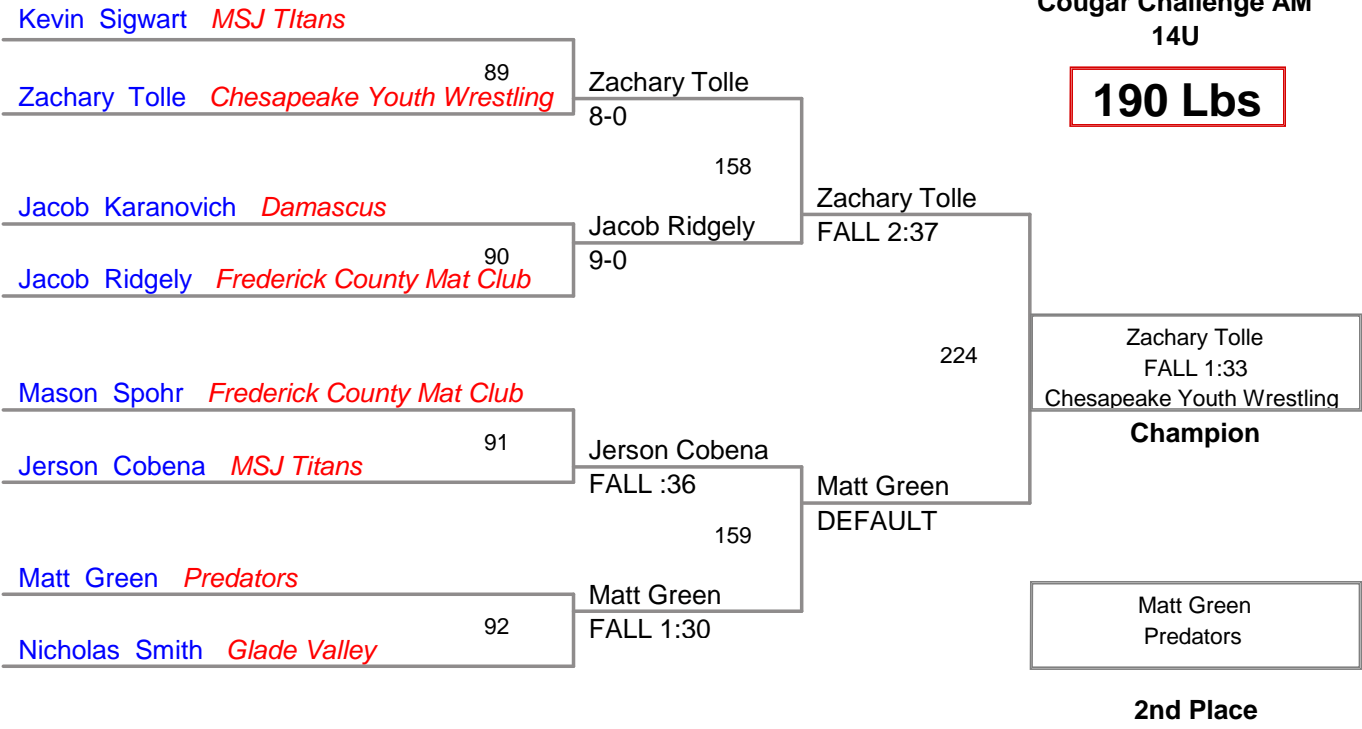 Cougar Challenge AM
14U
190 Lbs
Kevin Sigwart MSJ TItans
89
Zachary Tolle Chesapeake Youth Wrestling
Zachary Tolle
8-0
158
Jacob Karanovich Damascus
90
Jacob Ridgely Frederick County Mat Club
Jacob Ridgely
9-0
Zachary Tolle
FALL 2:37
224
Mason Spohr Frederick County Mat Club
91
Jerson Cobena MSJ Titans
Jerson Cobena
FALL :36
159
Matt Green Predators
92
Nicholas Smith Glade Valley
Matt Green
FALL 1:30
Matt Green
DEFAULT
Zachary Tolle
FALL 1:33
Chesapeake Youth Wrestling
Champion
Matt Green
Predators
2nd Place